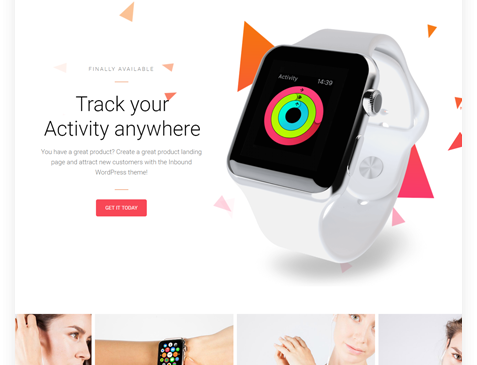 FINALLY AVAILABLE
Track your
Activity anywhere
You have a great product? Create a great product landing
page and attract new customers with the Inbound
WordPress theme!
GET IT TODAY
Activity 14:39